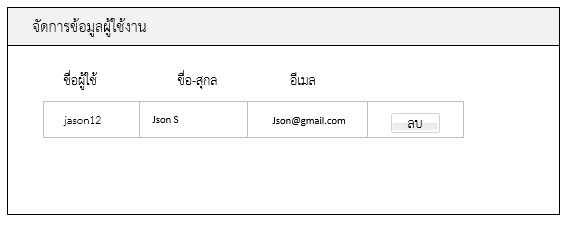 จัดการข้อมูลผู้ใช้งาน
ชื่อผู้ใช้ ชื่อ-สุกล อีเมล
jason12 Json S Json@gmail.com ลบ